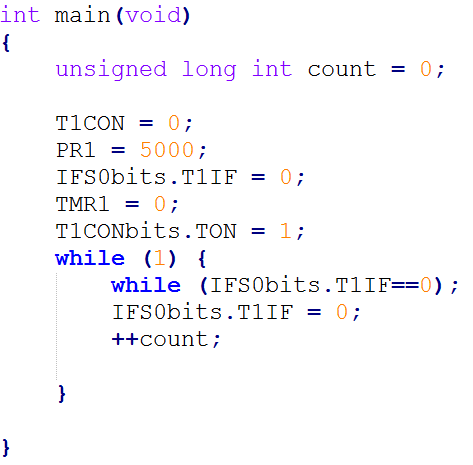 int main(void)
{
    unsigned long int count = 0;

    T1CON = 0;
    PR1 = 5000;
    IFS0bits.T1IF = 0;
    TMR1 = 0;
    T1CONbits.TON = 1;
    while (1) {
        while (IFS0bits.T1IF==0);
        IFS0bits.T1IF = 0;
        ++count;

    }

}